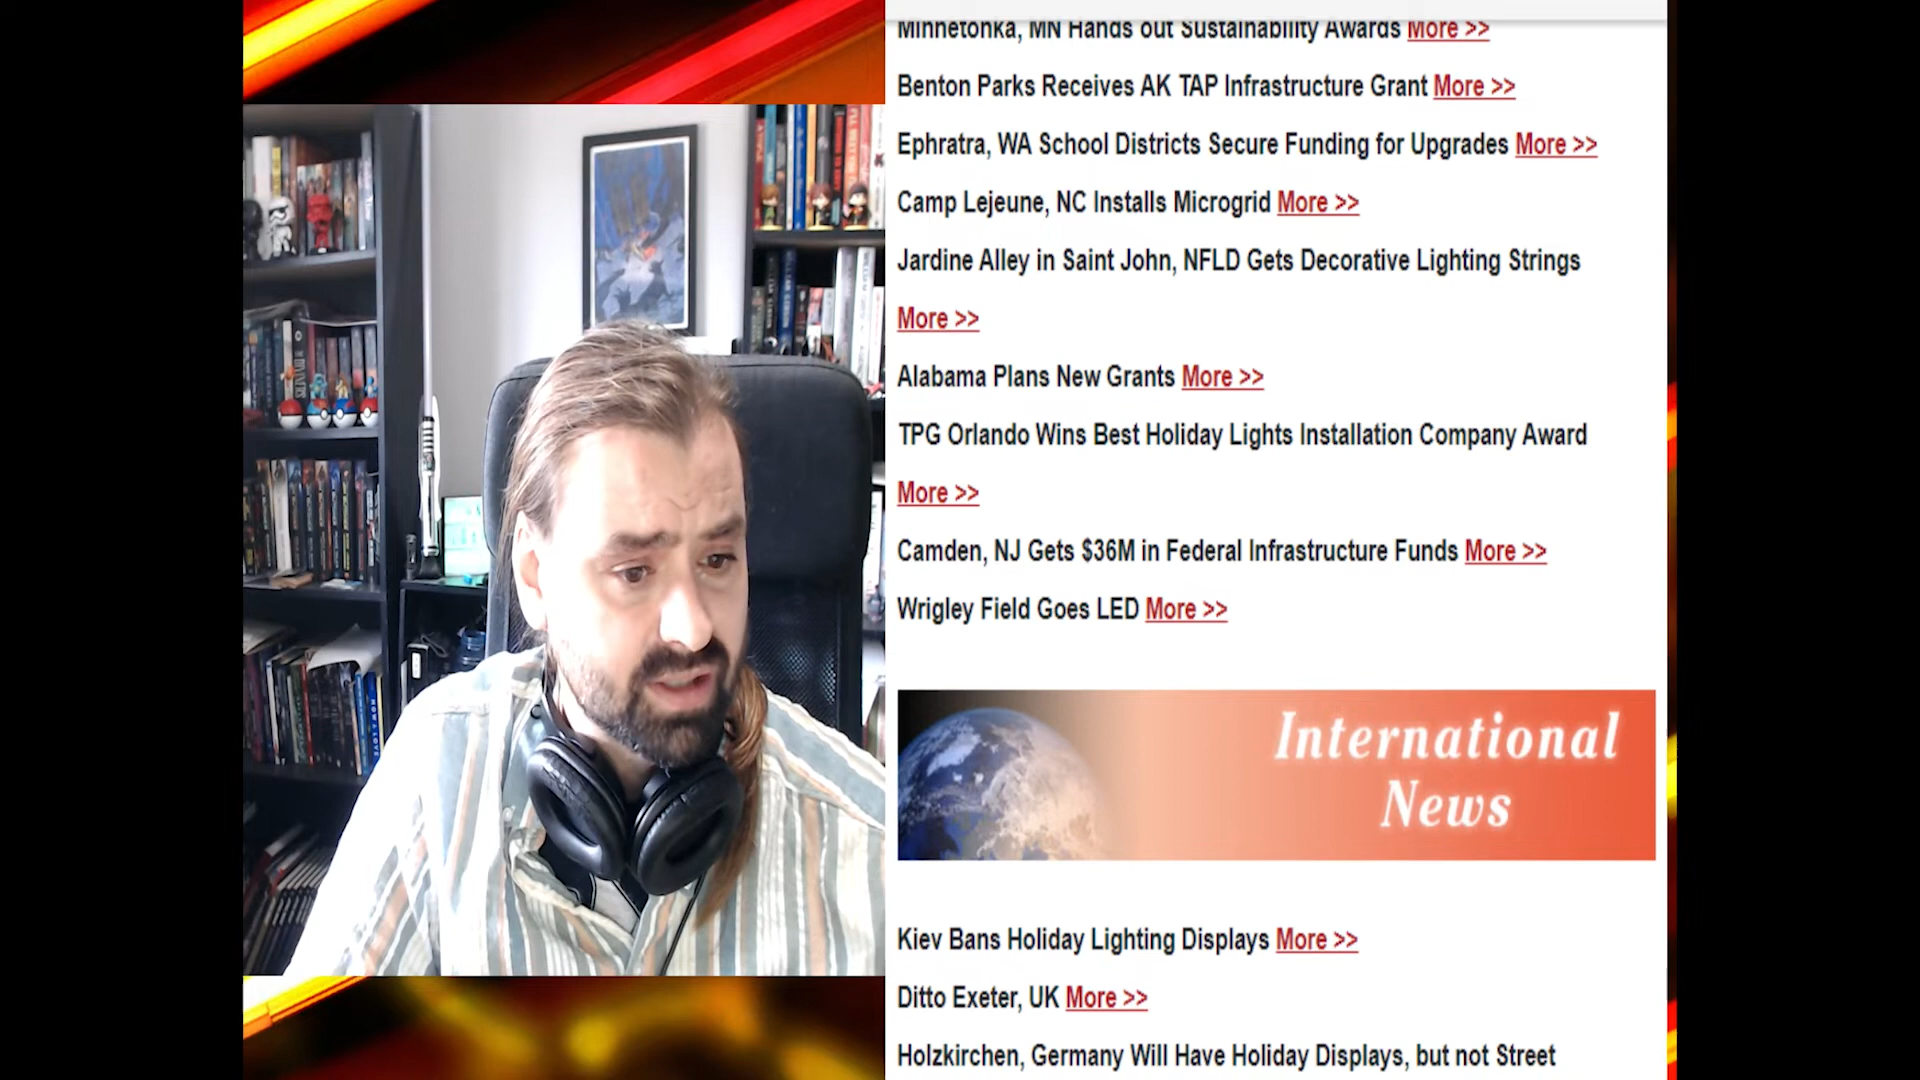 Minnetonka, MN Hands out Sustainability Awards More >>
Benton Parks Receives AK TAP Infrastructure Grant More >>
Ephratra, WA School Districts Secure Funding for Upgrades More >>
Camp Lejeune, NC Installs Microgrid More >>
Jardine Alley in Saint John, NFLD Gets Decorative Lighting Strings
More >>
Alabama Plans New Grants More >>
TPG Orlando Wins Best Holiday Lights Installation Company Award
More >>
Camden, NJ Gets $36M in Federal Infrastructure Funds More >>
Wrigley Field Goes LED More >>
International
News
Kiev Bans Holiday Lighting Displays More >>
Ditto Exeter, UK More >>
Holzkirchen, Germany Will Have Holiday Displays, but not Street